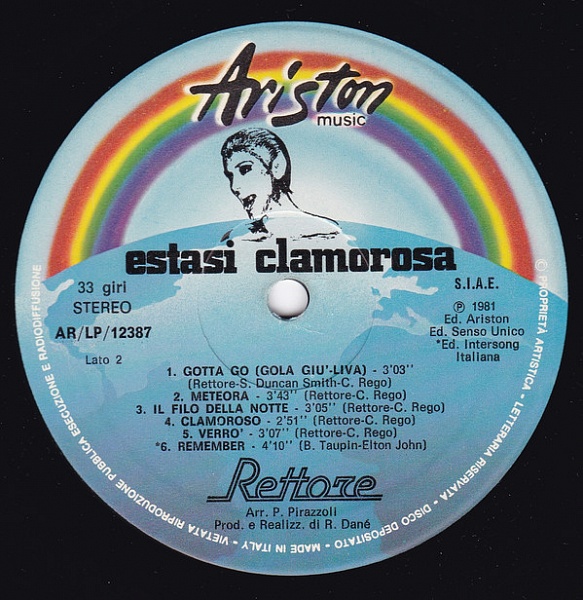 Ariston
music
estasi clamorosa
33 giri
STEREO
AR/LP/12387
Lato 2
S.I.A.E.
℗ 1981
Ed. Ariston
Ed. Senso Unico
*Ed. Intersong
Italiana
1. GOTTA GO (GOLA GIU'-LIVA) - 3'03''
(Rettore-S. Duncan Smith-C. Rego)
2. METEORA - 3'43'' (Rettore-C. Rego)
3. IL FILO DELLA NOTTE - 3'05'' (Rettore-C. Rego)
4. CLAMOROSO - 2'51'' (Rettore-C. Rego)
5. VERRO' - 3'07'' (Rettore-C. Rego)
*6. REMEMBER - 4'10'' (B. Taupin-Elton John)
Rettore
Arr. P. Pirazzoli
Prod. e Realizz. di R. Dané
© PROPRIETÀ ARTISTICA - LETTERARIA RISERVATA - DISCO DEPOSITATO - MADE IN ITALY - VIETATA RIPRODUZIONE PUBBLICA ESECUZIONE E RADIODIFFUSIONE